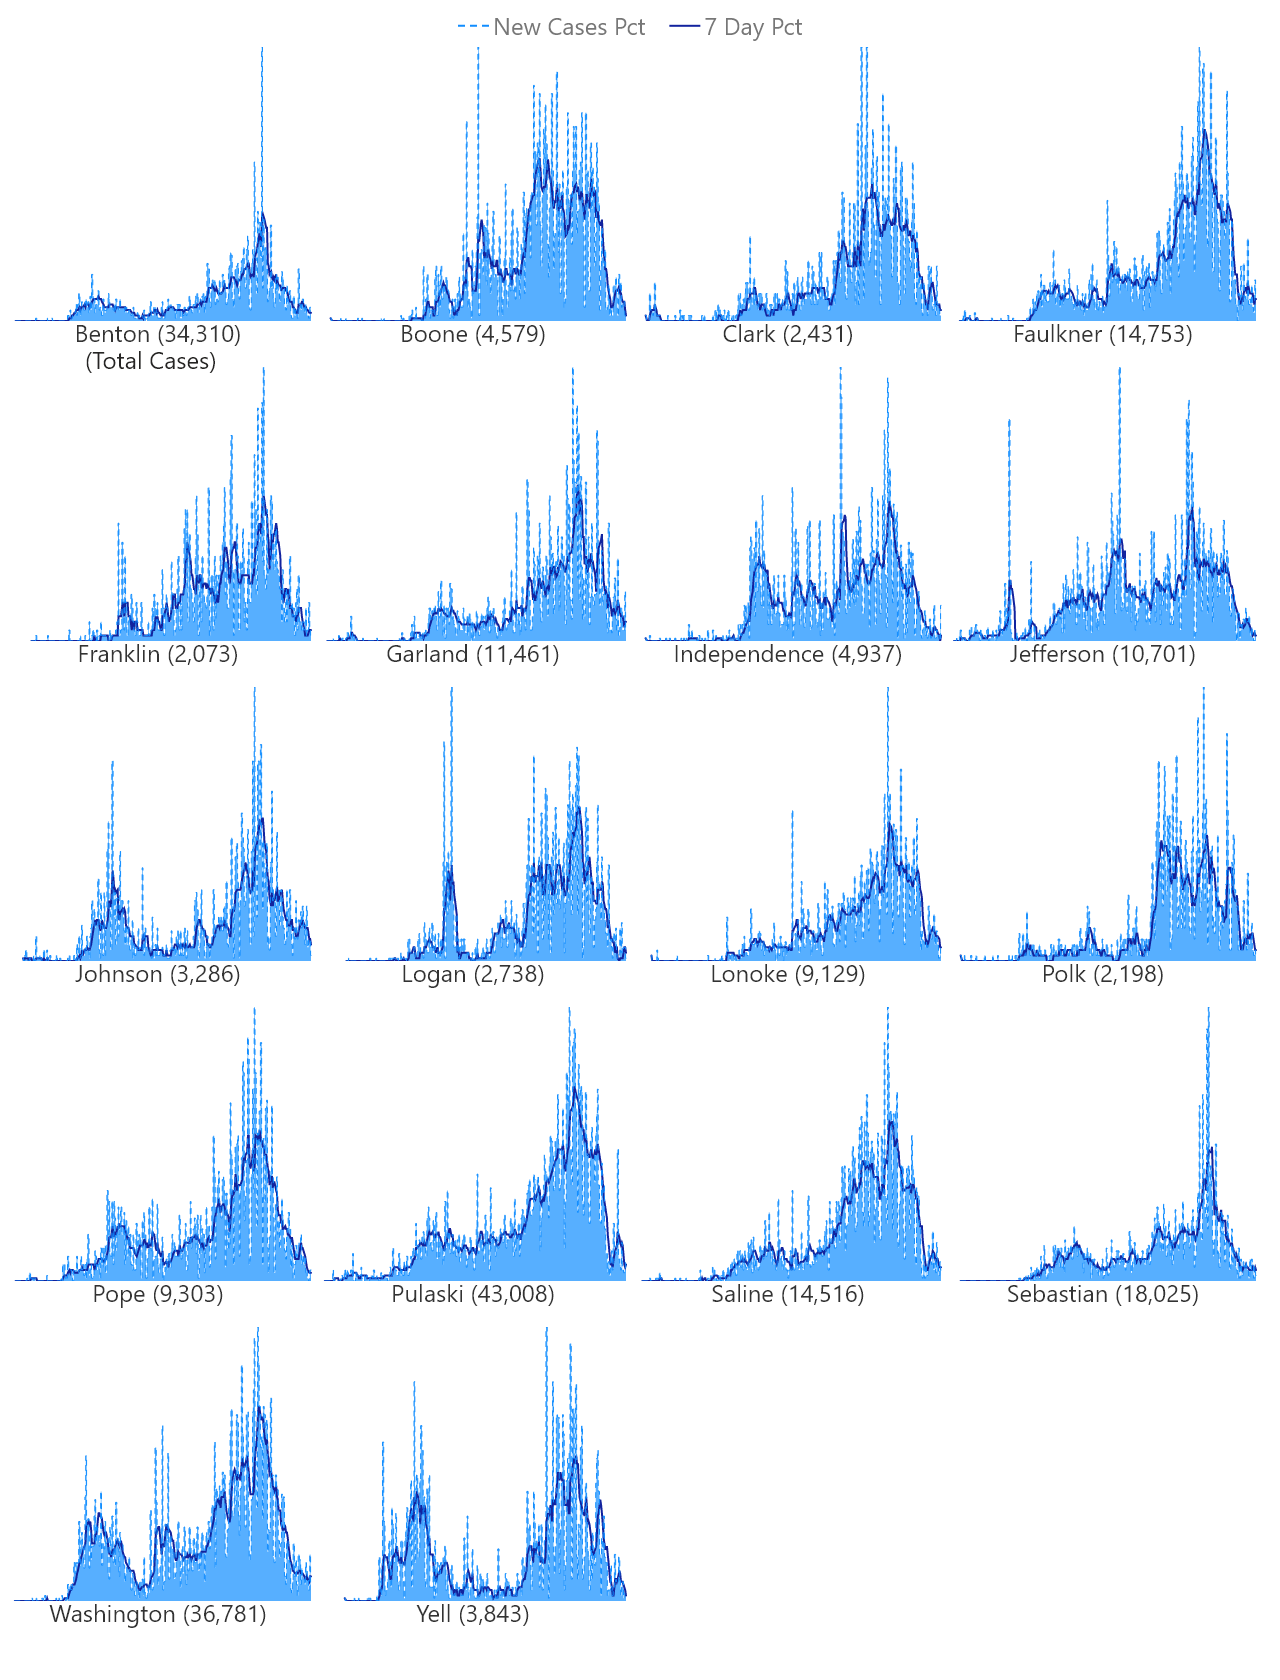 New Cases Pct 7 Day Pct
Benton (34,310)
(Total Cases)
Boone (4,579)
Clark (2,431)
Faulkner (14,753)
Franklin (2,073)
Garland (11,461)
Independence (4,937)
Jefferson (10,701)
Johnson (3,286)
Logan (2,738)
Lonoke (9,129)
Polk (2,198)
Pope (9,303)
Pulaski (43,008)
Saline (14,516)
Sebastian (18,025)
Washington (36,781)
Yell (3,843)